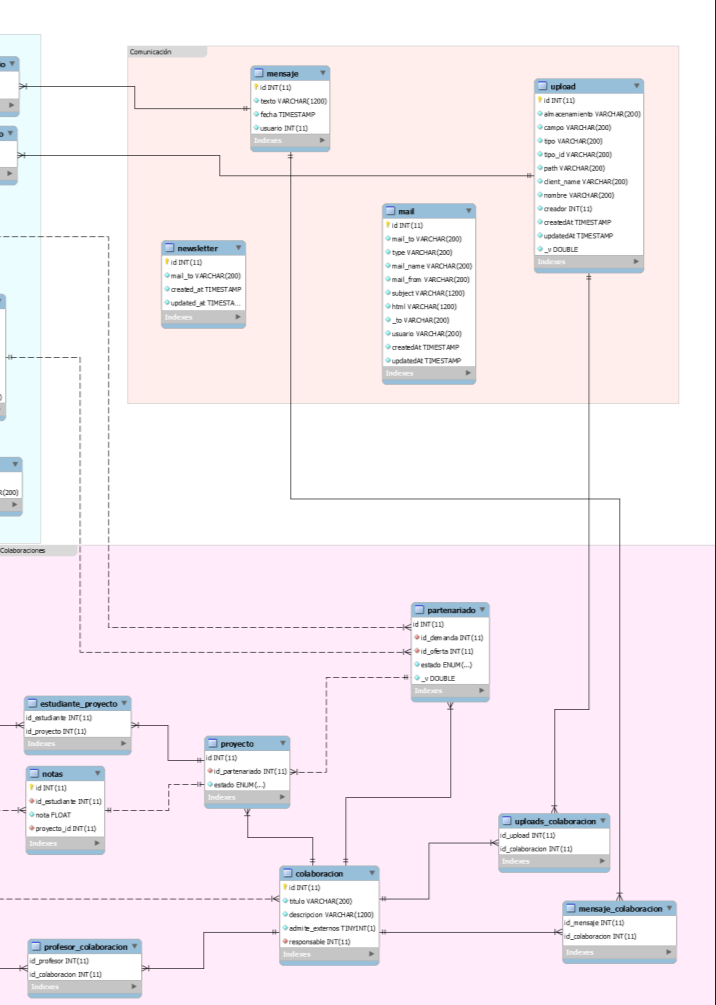 Comunicación
mensaje
id INT(11)
texto VARCHAR(1200)
fecha TIMESTAMP
usuario INT(11)
Indexes
upload
id INT(11)
almacenamiento VARCHAR(200)
campo VARCHAR(200)
tipo VARCHAR(200)
tipo_id VARCHAR(200)
path VARCHAR(200)
client_name VARCHAR(200)
nombre VARCHAR(200)
creador INT(11)
createdAt TIMESTAMP
updatedAt TIMESTAMP
_v DOUBLE
Indexes
mail
id INT(11)
mail_to VARCHAR(200)
type VARCHAR(200)
mail_name VARCHAR(200)
mail_from VARCHAR(200)
subject VARCHAR(1200)
html VARCHAR(1200)
_to VARCHAR(200)
usuario VARCHAR(200)
createdAt TIMESTAMP
updatedAt TIMESTAMP
Indexes
newsletter
id INT(11)
mail_to VARCHAR(200)
created_at TIMESTAMP
updated_at TIMESTA...
Indexes
R(200)
Colaboraciones
partenariado
id INT(11)
id_demanda INT(11)
id_oferta INT(11)
estado ENUM(...)
_v DOUBLE
Indexes
estudiante_proyecto
id_estudiante INT(11)
id_proyecto INT(11)
Indexes
proyecto
id INT(11)
id_partenariado INT(11)
estado ENUM(...)
Indexes
notas
id INT(11)
id_estudiante INT(11)
nota FLOAT
proyecto_id INT(11)
Indexes
uploads_colaboracion
id_upload INT(11)
id_colaboracion INT(11)
Indexes
colaboracion
id INT(11)
titulo VARCHAR(200)
descripcion VARCHAR(1200)
admite_externos TINYINT(1)
responsable INT(11)
Indexes
mensaje_colaboracion
id_mensaje INT(11)
id_colaboracion INT(11)
Indexes
profesor_colaboracion
id_profesor INT(11)
id_colaboracion INT(11)
Indexes